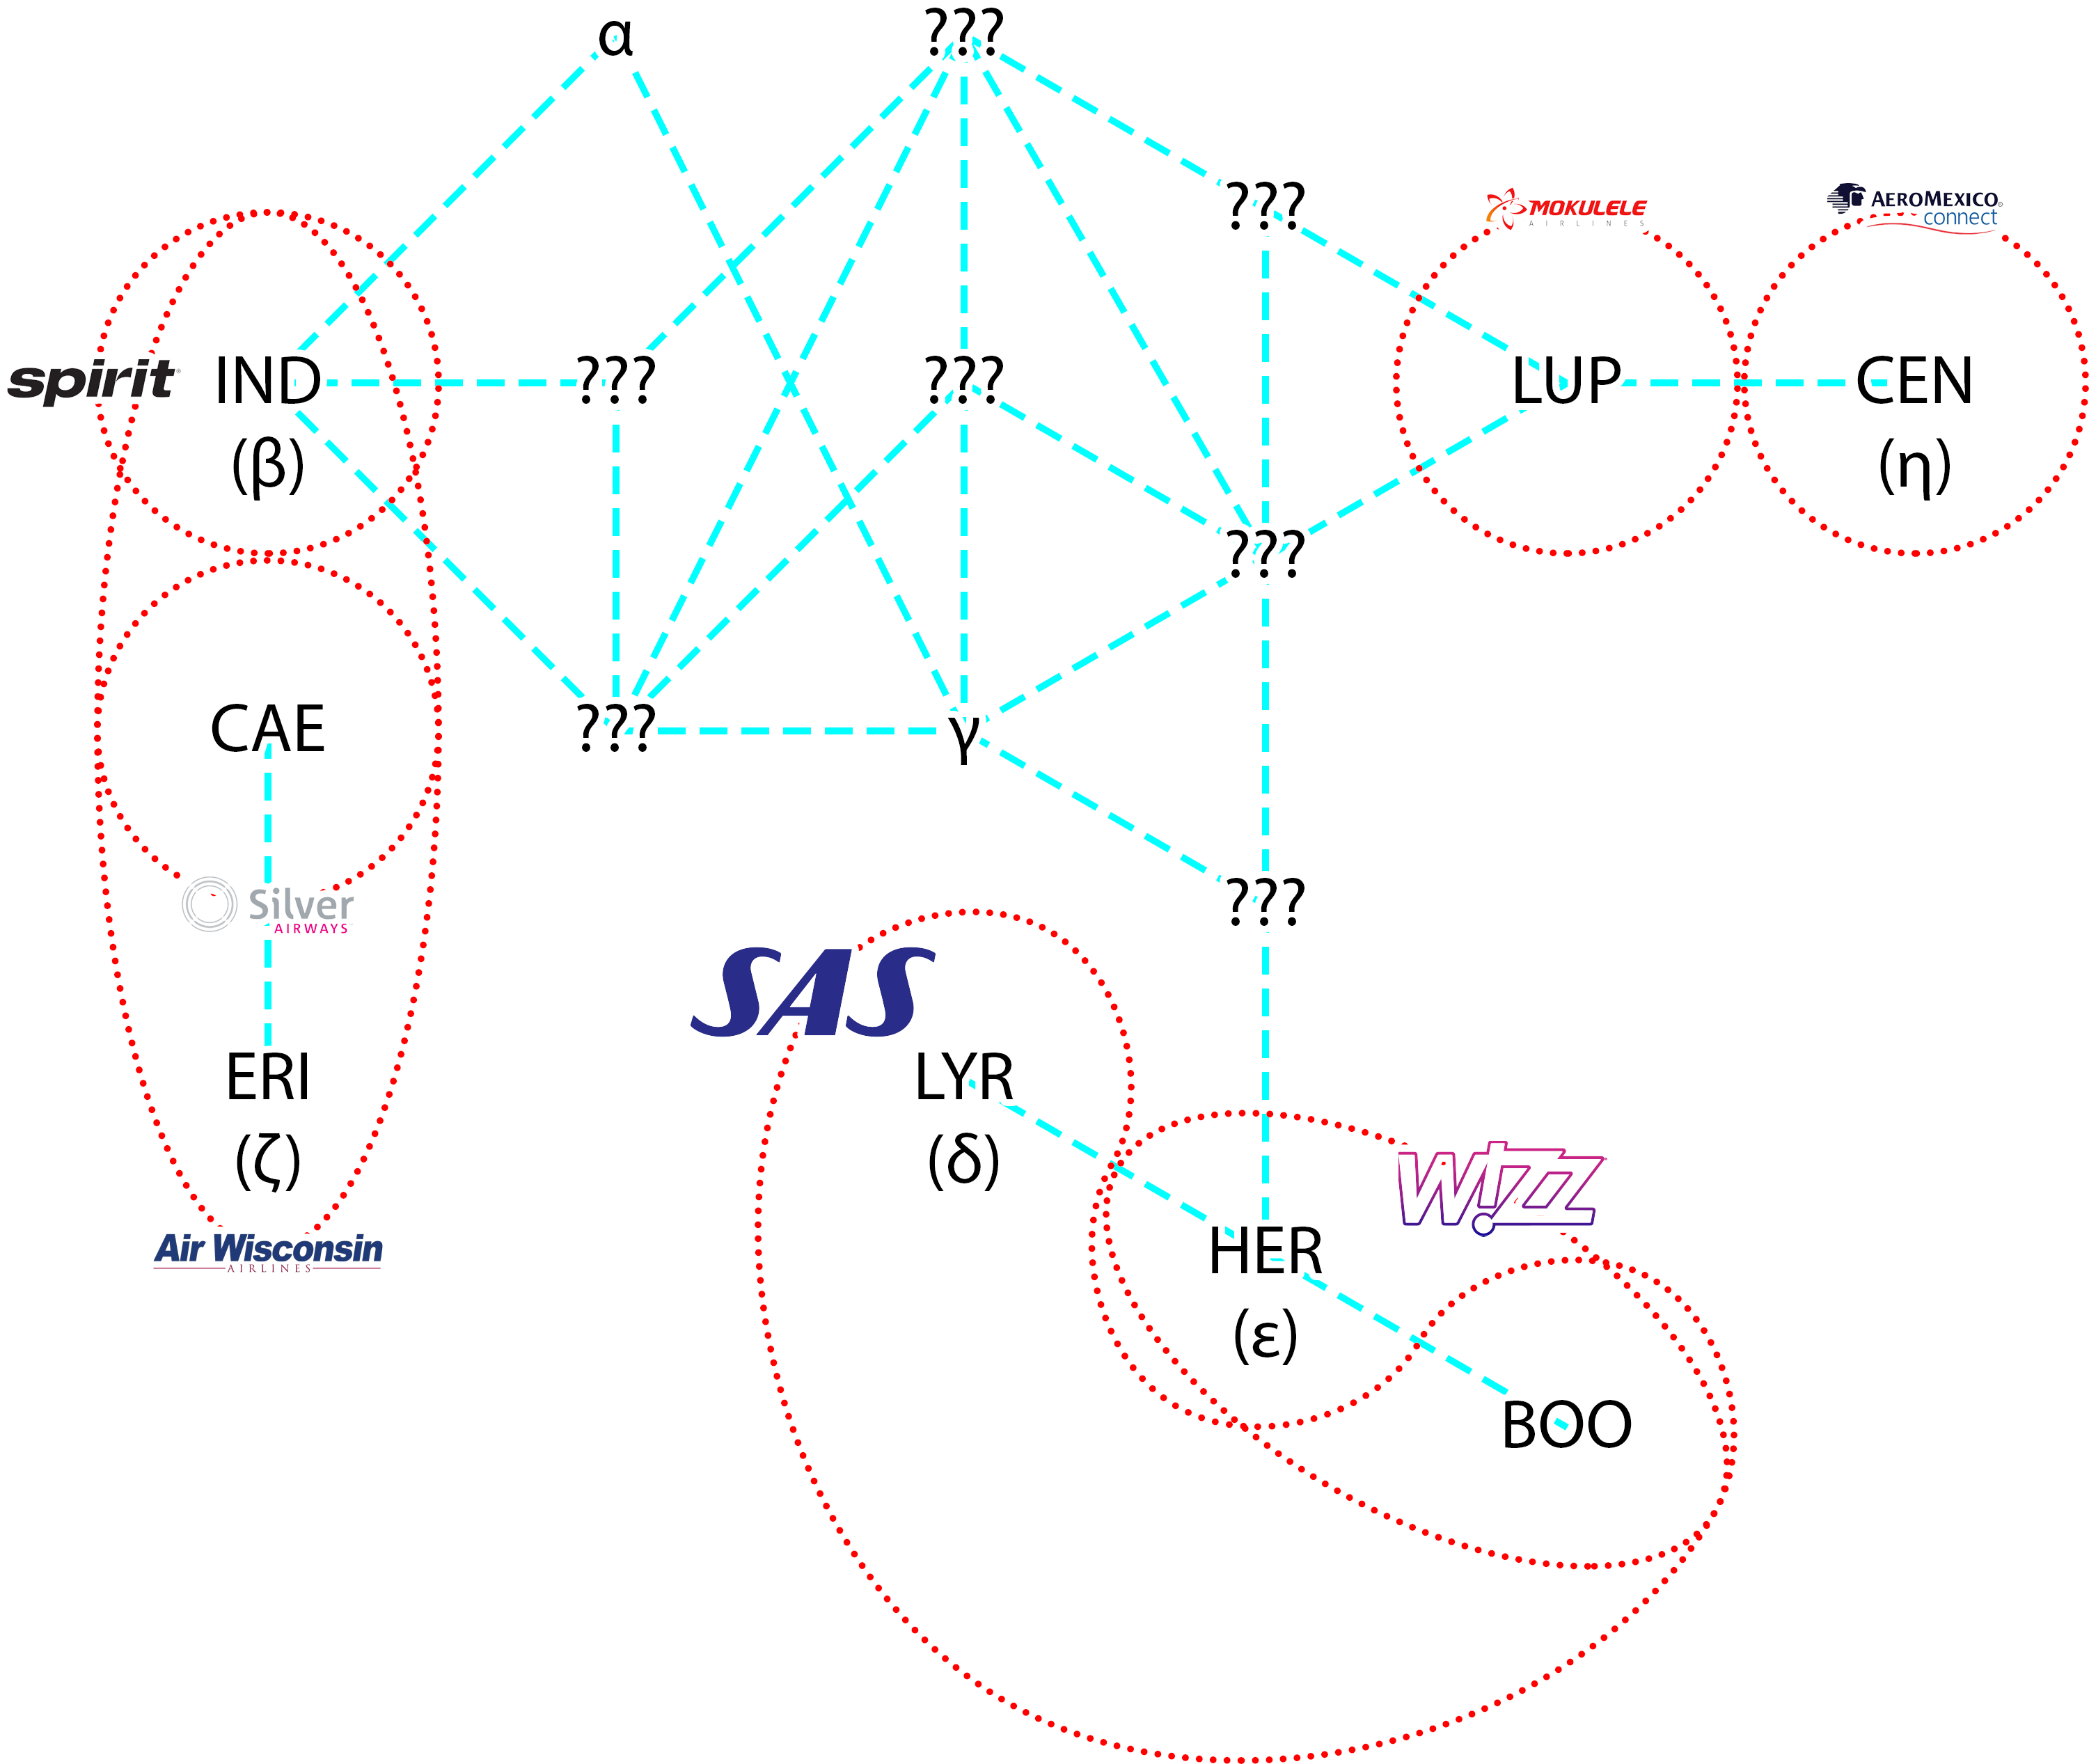 α
???
???
MOKULELE
AIRLINES
AEROMEXICO
connect
spirit
IND
(β)
???
???
LUP
CEN
(η)
???
CAE
???
γ
Silver
AIRWAYS
???
SAS
ERI
(ζ)
LYR
(δ)
Wizz
Air Wisconsin
AIRLINES
HER
(ε)
BOO